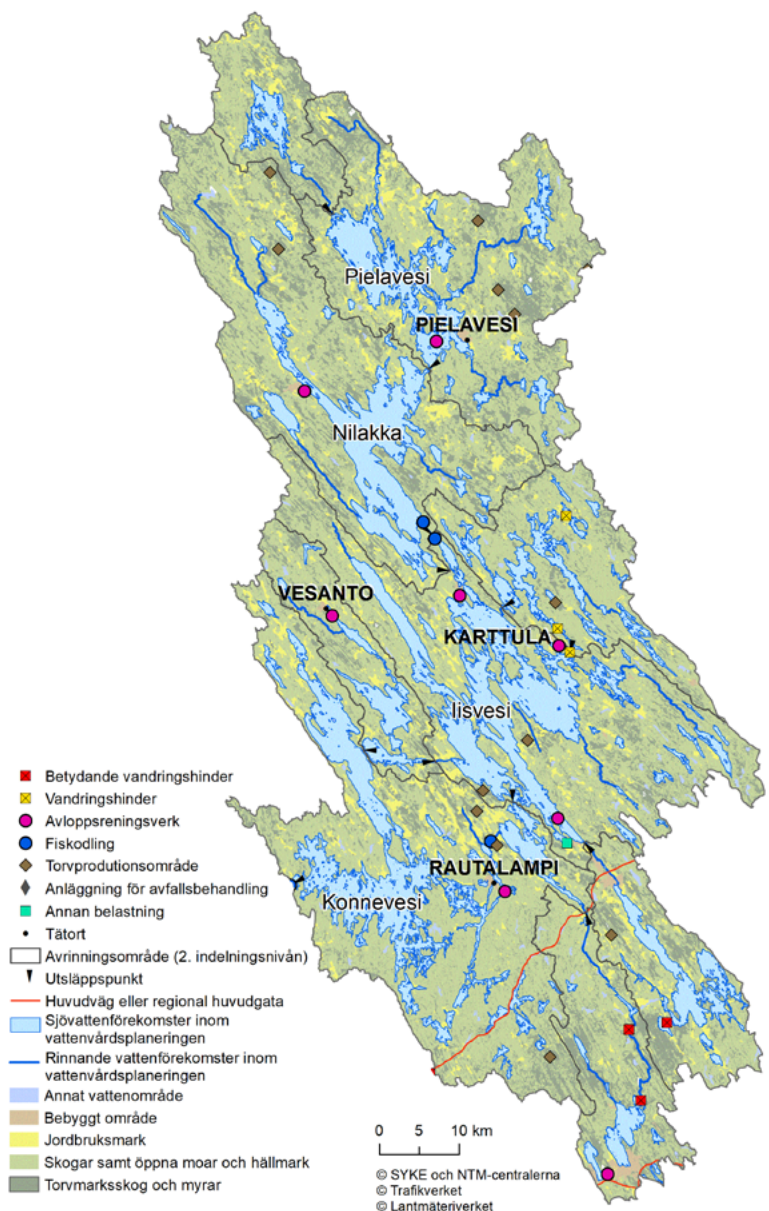 Pielavesi
PIELAVESI
Nilakka
VESANTO
KARTTULA
Iisvesi
RAUTALAMPI
Konnevesi
Betydande vandringshinder
Vandringshinder
Avloppsreningsverk
Fiskodling
Torvprodutionsområde
Anläggning för avfallsbehandling
Annan belastning
Tätort
Avrinningsområde (2. indelningsnivån)
Utsläppspunkt
Huvudväg eller regional huvudgata
Sjövattenförekomster inom
vattenvårdsplaneringen
Rinnande vattenförekomster inom
vattenvårdsplaneringen
Annat vattenområde
Bebyggt område
Jordbruksmark
Skogar samt öppna moar och hällmark
Torvmarksskog och myrar
0 5 10 km
© SYKE och NTM-centralerna
© Trafikverket
© Lantmäteriverket